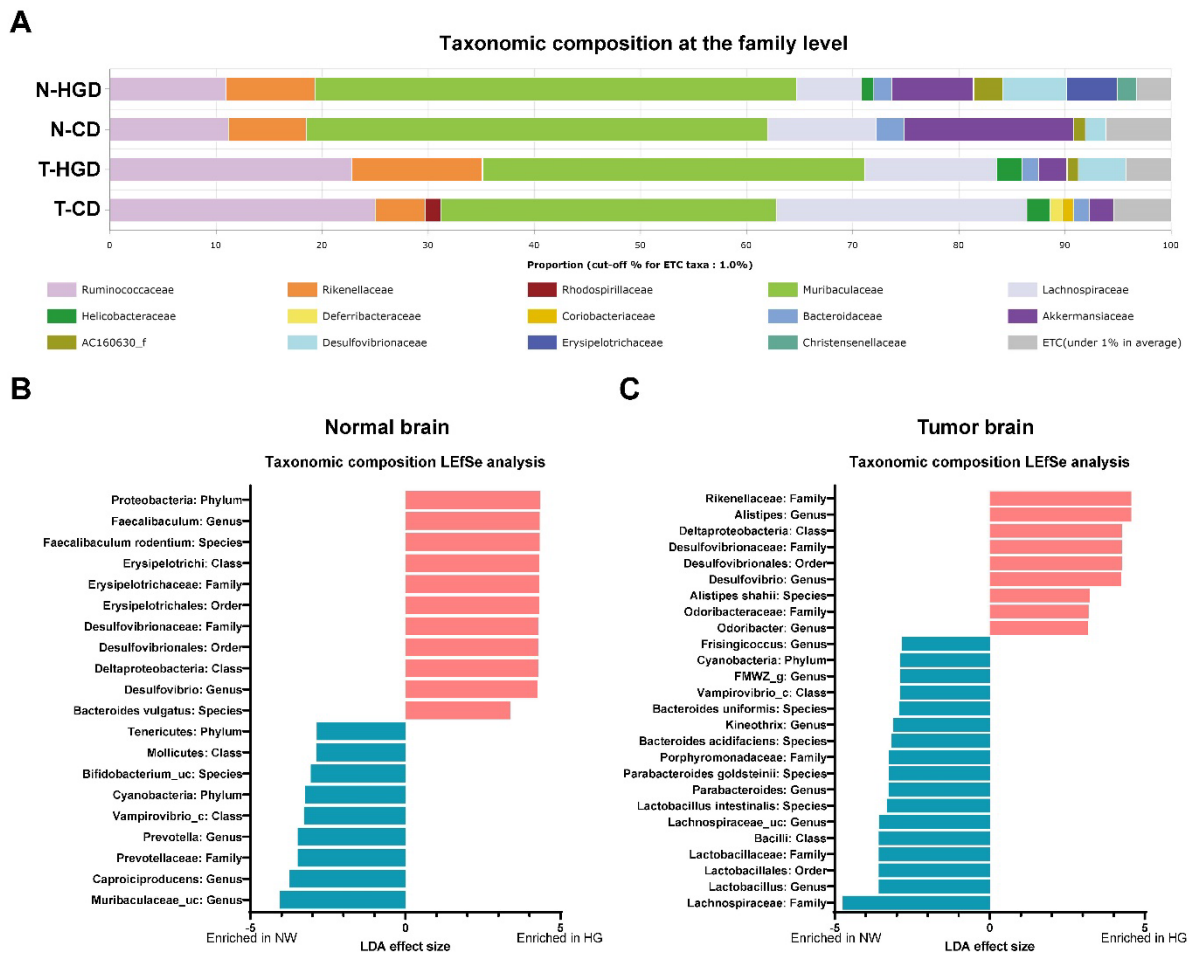 A
Taxonomic composition at the family level
N-HGD
N-CD
T-HGD
T-CD
0 10 20 30 40 50 60 70 80 90 100
Proportion (cut-off % for ETC taxa : 1.0%)
Ruminococcaceae Rikenellaceae Rhodospirillaceae Muribaculaceae Lachnospiraceae
Helicobacteraceae Deferribacteraceae Coriobacteriaceae Bacteroidaceae Akkermansiaceae
AC160630_f Desulfovibrionaceae Erysipelotrichaceae Christensenellaceae ETC(under 1% in average)
B
Normal brain
Taxonomic composition LEfSe analysis
Proteobacteria: Phylum
Faecalibaculum: Genus
Faecalibaculum rodentium: Species
Erysipelotrichi: Class
Erysipelotrichaceae: Family
Erysipelotrichales: Order
Desulfovibrionaceae: Family
Desulfovibrionales: Order
Deltaproteobacteria: Class
Desulfovibrio: Genus
Bacteroides vulgatus: Species
Tenericutes: Phylum
Mollicutes: Class
Bifidobacterium_uc: Species
Cyanobacteria: Phylum
Vampirovibrio_c: Class
Prevotella: Genus
Prevotellaceae: Family
Caproiciproducens: Genus
Muribaculaceae_uc: Genus
-5 0 5
Enriched in NW LDA effect size Enriched in HG
C
Tumor brain
Taxonomic composition LEfSe analysis
Rikenellaceae: Family
Alistipes: Genus
Deltaproteobacteria: Class
Desulfovibrionaceae: Family
Desulfovibrionales: Order
Desulfovibrio: Genus
Alistipes shahii: Species
Odoribacteraceae: Family
Odoribacter: Genus
Frisingicoccus: Genus
Cyanobacteria: Phylum
FMWZ_g: Genus
Vampirovibrio_c: Class
Bacteroides uniformis: Species
Kineothrix: Genus
Bacteroides acidifaciens: Species
Porphyromonadaceae: Family
Parabacteroides goldsteinii: Species
Parabacteroides: Genus
Lactobacillus intestinalis: Species
Lachnospiraceae_uc: Genus
Bacilli: Class
Lactobacillaceae: Family
Lactobacillales: Order
Lactobacillus: Genus
Lachnospiraceae: Family
-5 0 5
Enriched in NW LDA effect size Enriched in HG